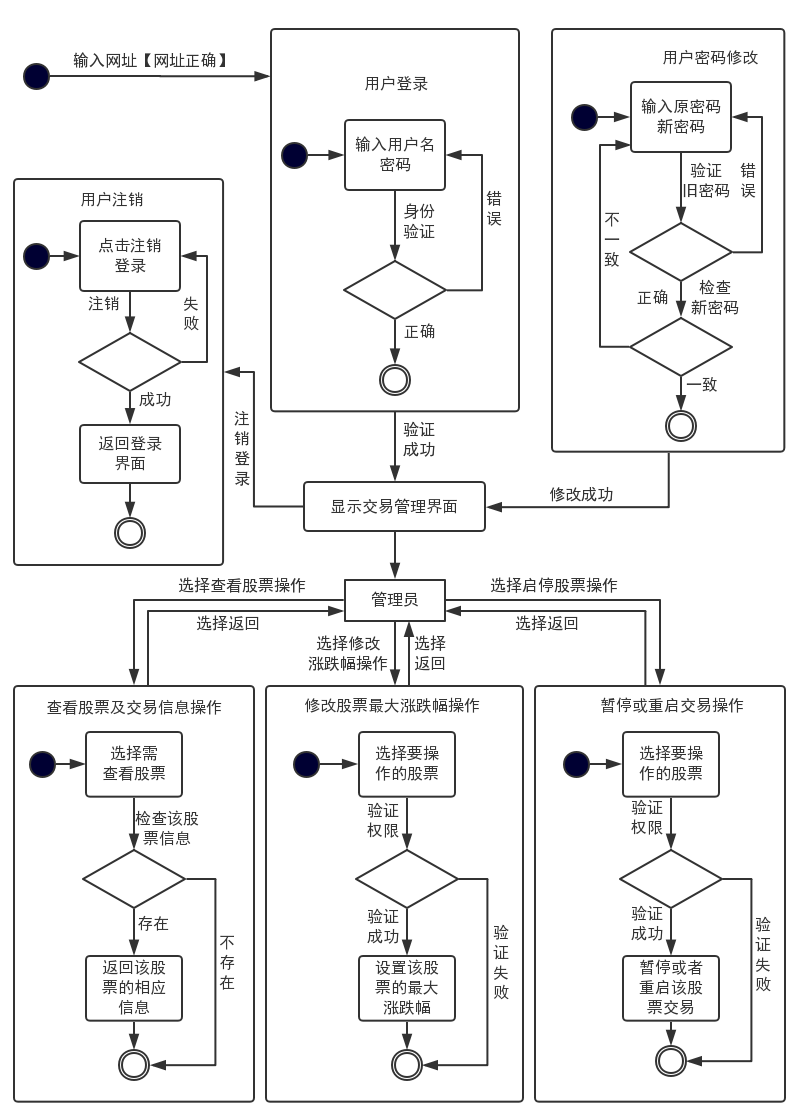 输入网址【网址正确】
用户登录
输入用户名
密码
身份
验证
错
误
正确
用户密码修改
输入原密码
新密码
验证
旧密码
错
误
不
一
致
正确
检查
新密码
一致
用户注销
点击注销
登录
注销
失
败
成功
返回登录
界面
注
销
登
录
验证
成功
显示交易管理界面
修改成功
管理员
选择查看股票操作
选择返回
选择修改
涨跌幅操作
选择
返回
选择启停股票操作
选择返回
查看股票及交易信息操作
选择需
查看股票
检查该股
票信息
存在
不
存
在
返回该股
票的相应
信息
修改股票最大涨跌幅操作
选择要操
作的股票
验证
权限
验证
成功
验
证
失
败
设置该股
票的最大
涨跌幅
暂停或重启交易操作
选择要操
作的股票
验证
权限
验证
成功
验
证
失
败
暂停或者
重启该股
票交易